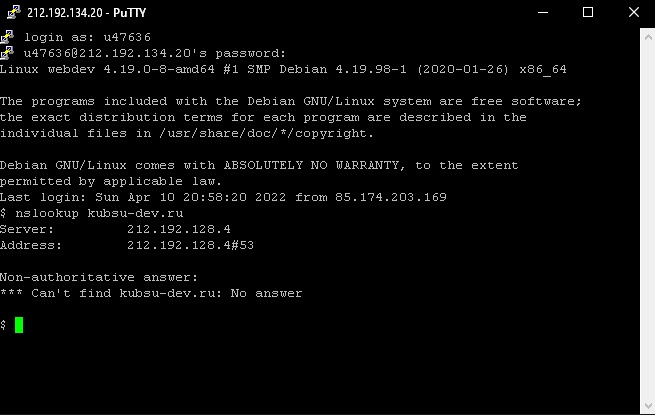 212.192.134.20 - PuTTY
login as: u47636
u47636@212.192.134.20's password:
Linux webdev 4.19.0-8-amd64 #1 SMP Debian 4.19.98-1 (2020-01-26) x86_64
The programs included with the Debian GNU/Linux system are free software;
the exact distribution terms for each program are described in the
individual files in /usr/share/doc/*/copyright.
Debian GNU/Linux comes with ABSOLUTELY NO WARRANTY, to the extent
permitted by applicable law.
Last login: Sun Apr 10 20:58:20 2022 from 85.174.203.169
$ nslookup kubsu-dev.ru
Server:         212.192.128.4
Address:        212.192.128.4#53
Non-authoritative answer:
*** Can't find kubsu-dev.ru: No answer
$